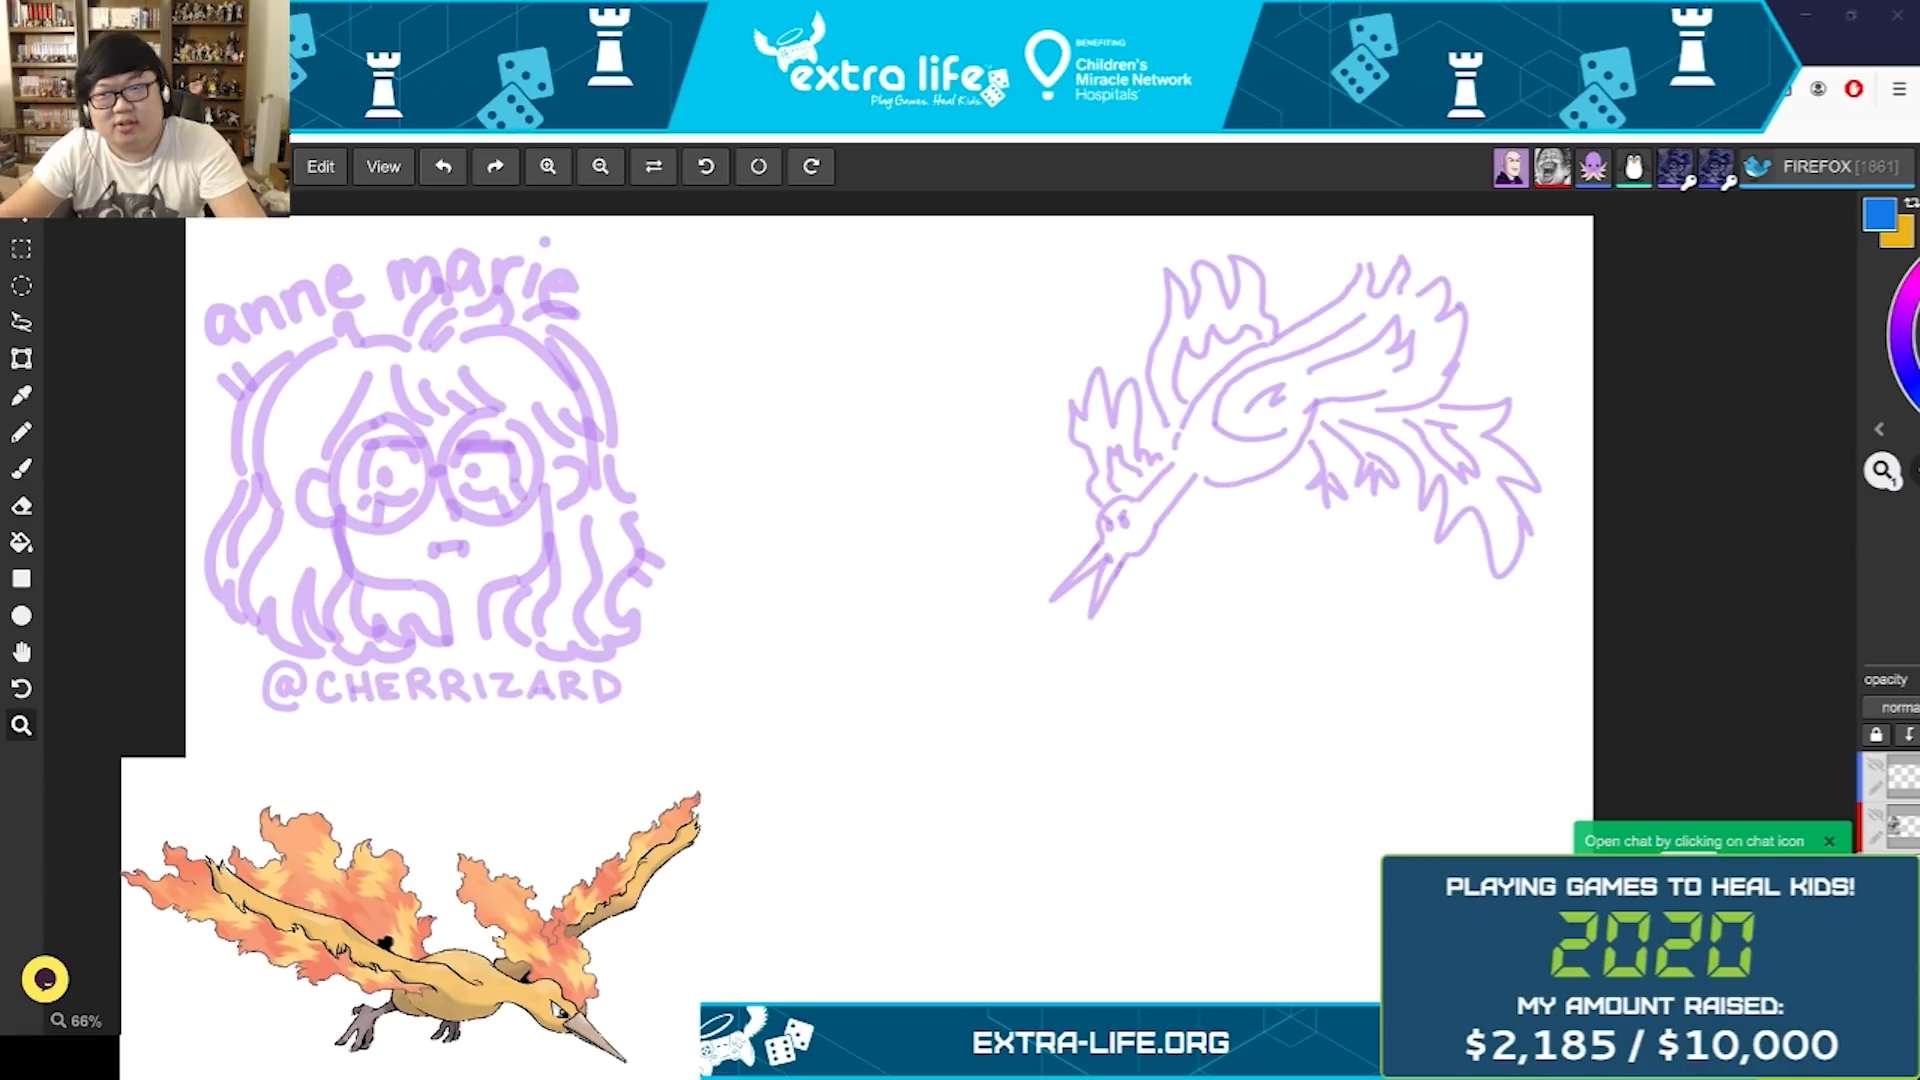 extra life
Play Games. Heal Kids.
BENEFITING
Children's
Miracle Network
Hospitals
Edit
View
FIREFOX [1861]
anne marie
@CHERRIZARD
opacity
norma
Open chat by clicking on chat icon
PLAYING GAMES TO HEAL KIDS!
2020
MY AMOUNT RAISED:
$2,185 / $10,000
EXTRA-LIFE.ORG
66%